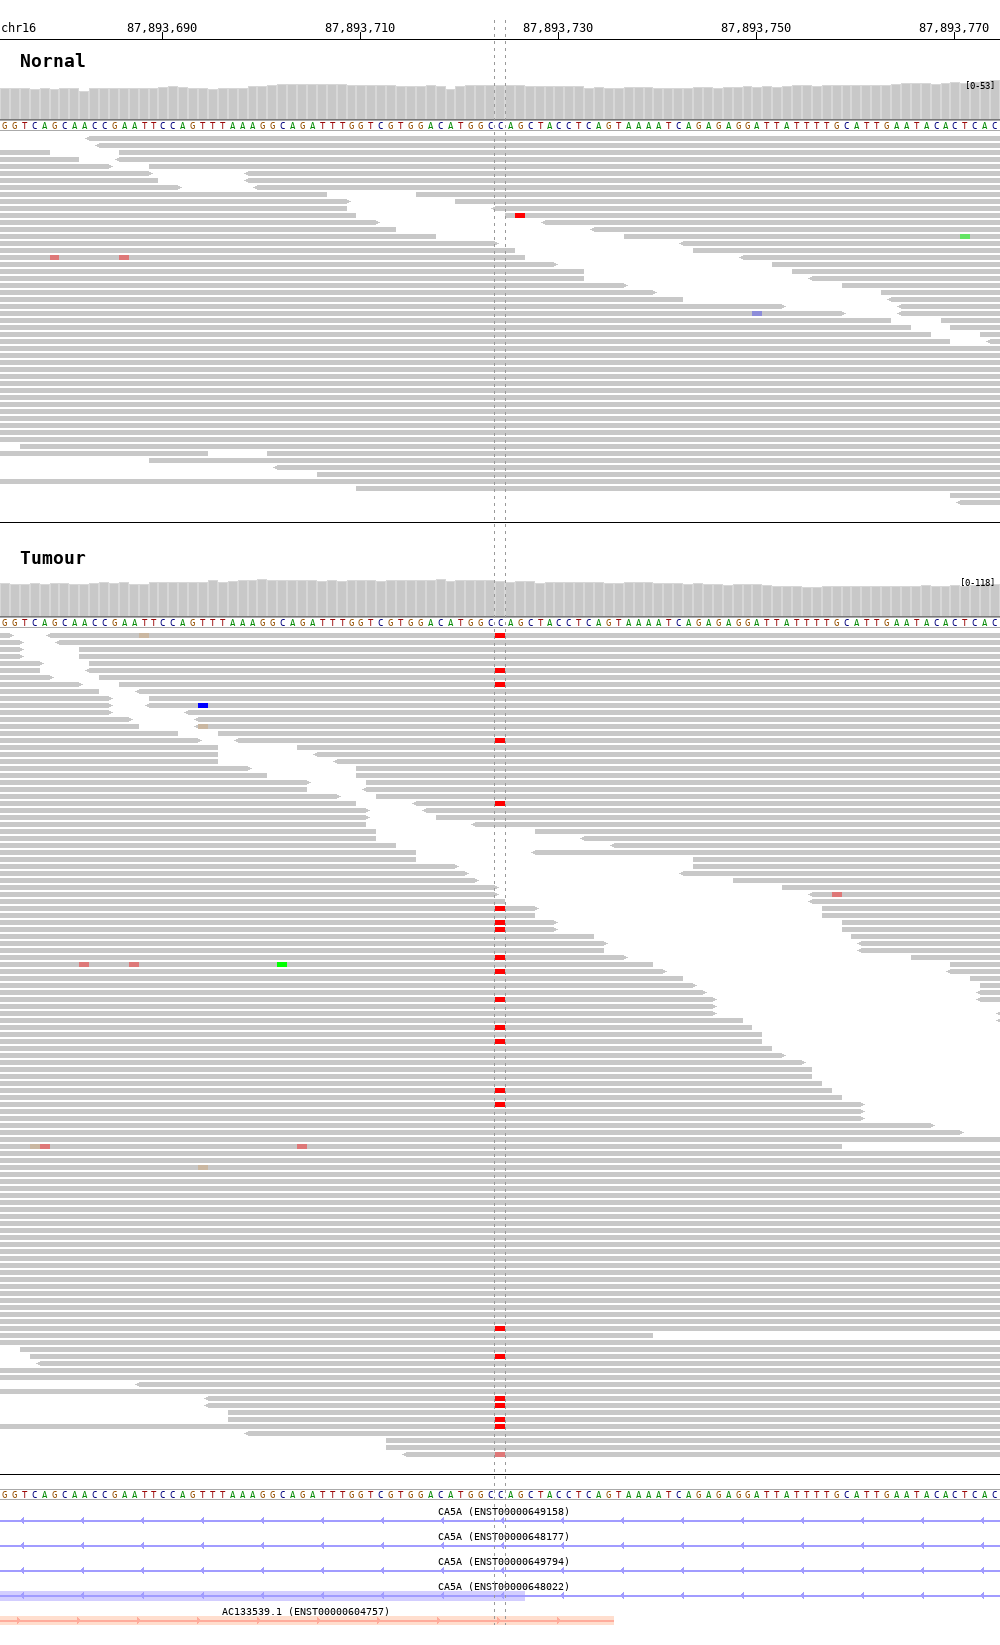 chr16 87,893,690 87,893,710 87,893,730 87,893,750 87,893,770
Nornal
[0-53]
GGTCAGCAACCGAATTCCAGTTTAAAGGCAGATTTGGTCGTGGACATGGCCAGCTACCTCAGTAAAATCAGAGAGGATTATTTTGCATTGAATACACTCAC
Tumour
[0-118]
GGTCAGCAACCGAATTCCAGTTTAAAGGCAGATTTGGTCGTGGACATGGCCAGCTACCTCAGTAAAATCAGAGAGGATTATTTTGCATTGAATACACTCAC
GGTCAGCAACCGAATTCCAGTTTAAAGGCAGATTTGGTCGTGGACATGGCCAGCTACCTCAGTAAAATCAGAGAGGATTATTTTGCATTGAATACACTCAC
CA5A (ENST00000649158)
CA5A (ENST00000648177)
CA5A (ENST00000649794)
CA5A (ENST00000648022)
AC133539.1 (ENST00000604757)